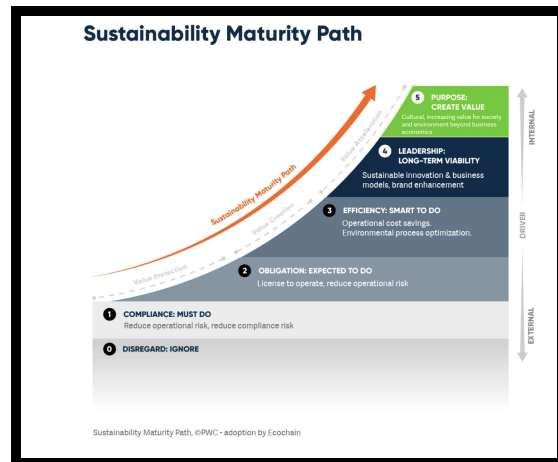 Sustainability Maturity Path
5 PURPOSE:
CREATE VALUE
Cultural, increasing value for society
and environment beyond business
economics
4 LEADERSHIP:
LONG-TERM VIABILITY
Sustainable innovation & business
models, brand enhancement
3 EFFICIENCY: SMART TO DO
Operational cost savings.
Environmental process optimization.
2 OBLIGATION: EXPECTED TO DO
License to operate, reduce operational risk
1 COMPLIANCE: MUST DO
Reduce operational risk, reduce compliance risk
0 DISREGARD: IGNORE
Sustainability Maturity Path
Value Protection
Value Creation
Value Acceleration
INTERNAL
DRIVER
EXTERNAL
Sustainability Maturity Path, ©PWC - adoption by Ecochain